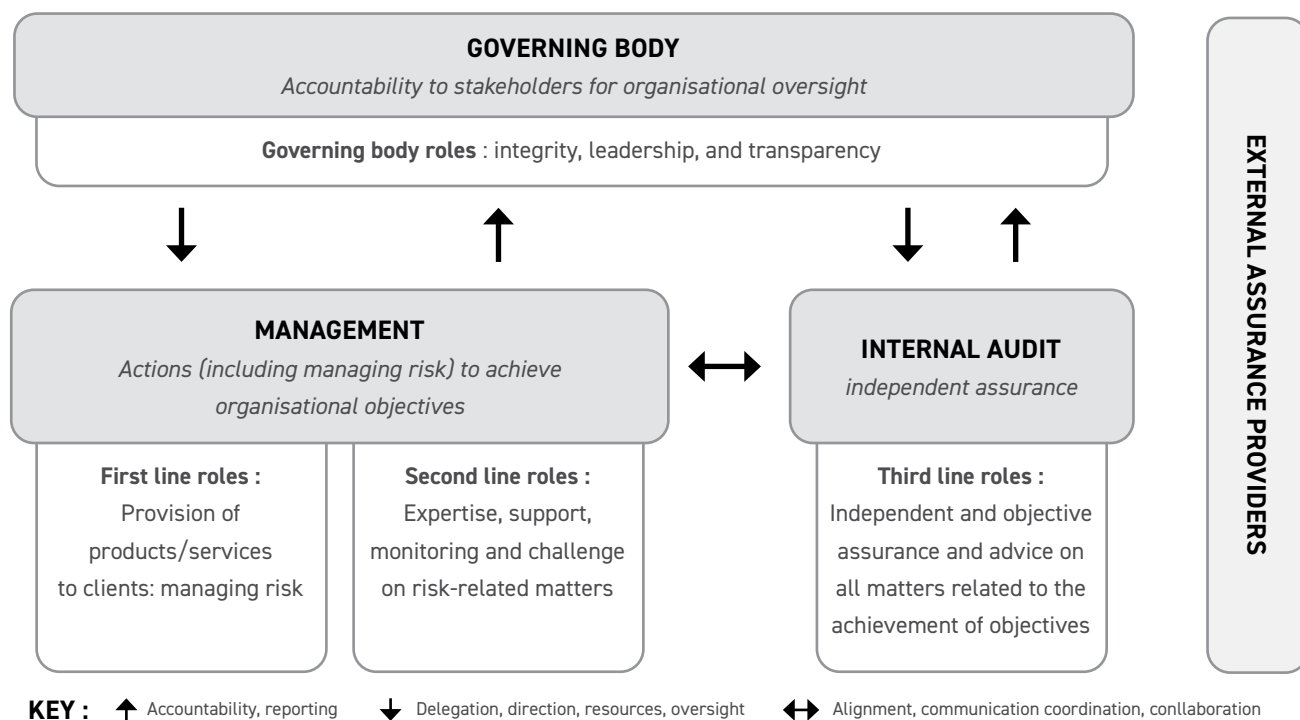 GOVERNING BODY
Accountability to stakeholders for organisational oversight
Governing body roles : integrity, leadership, and transparency
MANAGEMENT
Actions (including managing risk) to achieve
organisational objectives
INTERNAL AUDIT
independent assurance
First line roles :
Provision of
products/services
to clients: managing risk
Second line roles :
Expertise, support,
monitoring and challenge
on risk-related matters
Third line roles :
Independent and objective
assurance and advice on
all matters related to the
achievement of objectives
EXTERNAL ASSURANCE PROVIDERS
KEY : Accountability, reporting Delegation, direction, resources, oversight Alignment, communication coordination, conllaboration